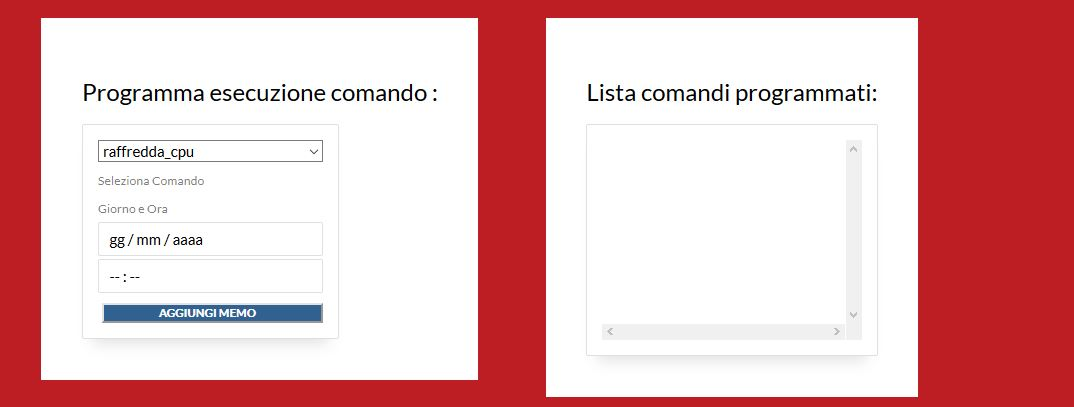 Programma esecuzione comando :
raffredda_cpu
Seleziona Comando
Giorno e Ora
gg / mm / aaaa
-- : --
AGGIUNGI MEMO
Lista comandi programmati: